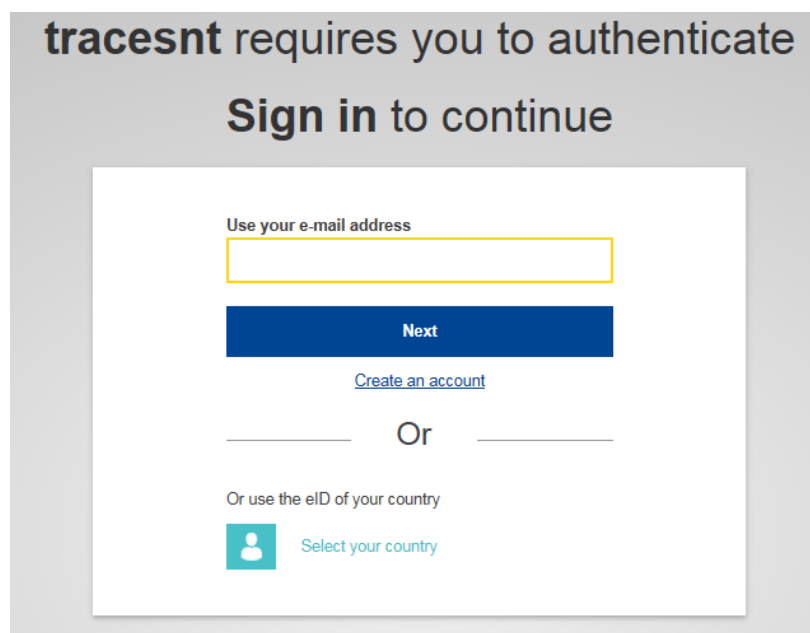 tracesnt requires you to authenticate
Sign in to continue
Use your e-mail address
Next
Create an account
Or
Or use the eID of your country
Select your country